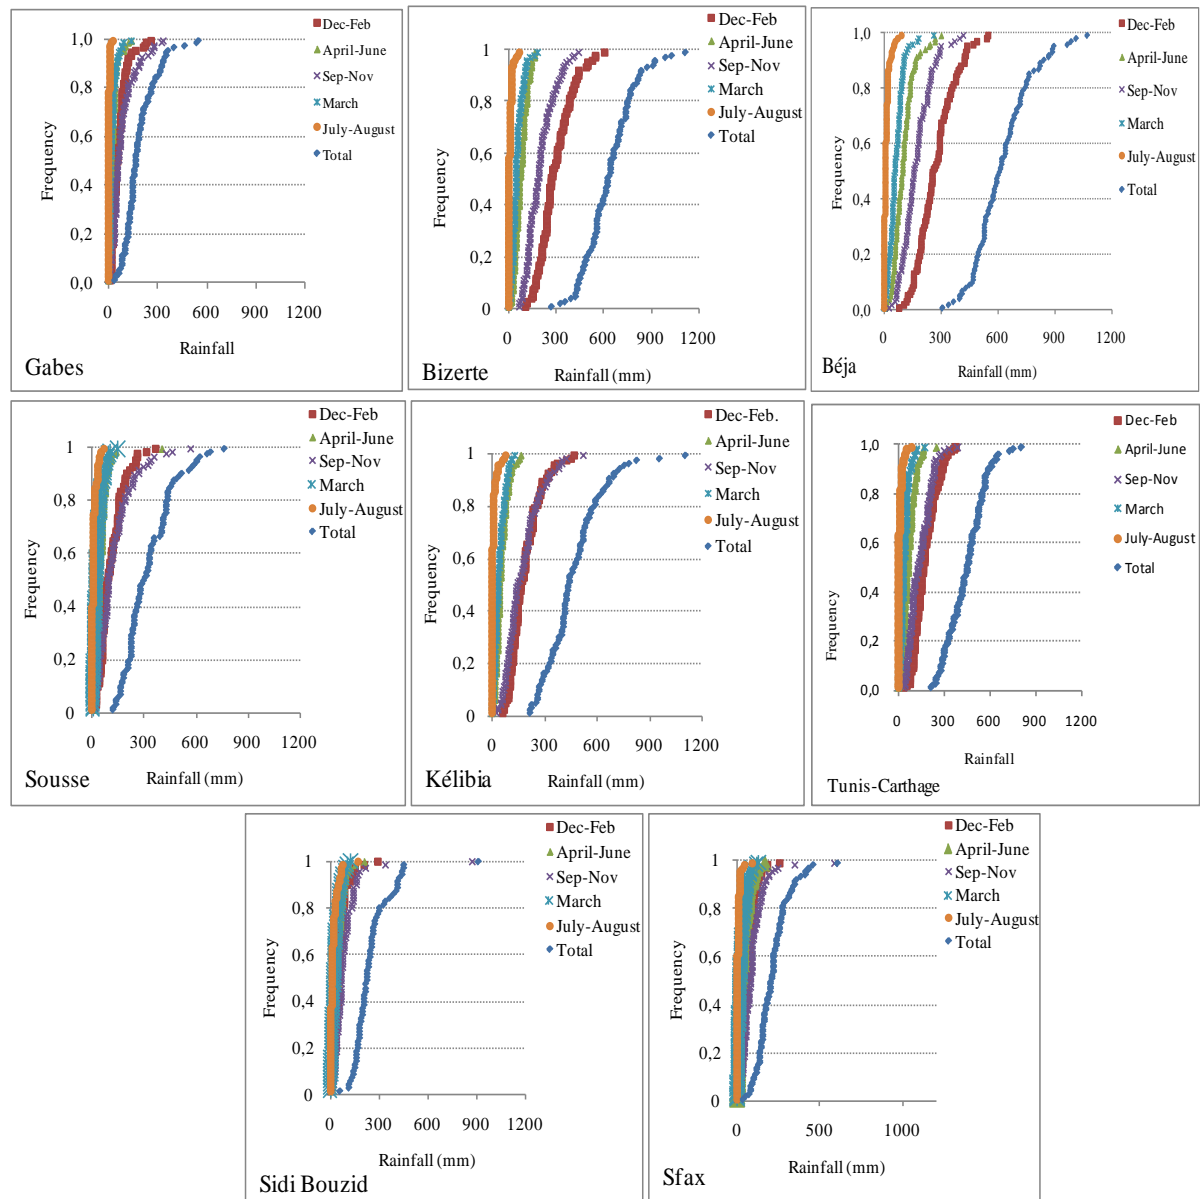 Dec-Feb
April-June
Sep-Nov
March
July-August
Total
Frequency
1,0
0,8
0,6
0,4
0,2
0,0
0 300 600 900 1200
Rainfall
Gabes
Dec-Feb
April-June
Sep-Nov
March
July-August
Total
Frequency
1
0,8
0,6
0,4
0,2
0
0 300 600 900 1200
Rainfall (mm)
Bizerte
Dec-Feb
April-June
Sep-Nov
March
July-August
Total
Frequency
1,0
0,8
0,6
0,4
0,2
0,0
0 300 600 900 1200
Rainfall (mm)
Béja
Dec-Feb
April-June
Sep-Nov
March
July-August
Total
Frequency
1
0,8
0,6
0,4
0,2
0
0 300 600 900 1200
Rainfall (mm)
Sousse
Dec-Feb.
April-June
Sep-Nov
March
July-August
Total
Frequency
1
0,8
0,6
0,4
0,2
0
0 300 600 900 1200
Rainfall (mm)
Kélibia
Dec-Feb
April-June
Sep-Nov
March
July-August
Total
Frequency
1,0
0,8
0,6
0,4
0,2
0,0
0 300 600 900 1200
Rainfall
Tunis-Carthage
Dec-Feb
April-June
Sep-Nov
March
July-August
Total
Frequency
1
0,8
0,6
0,4
0,2
0
0 300 600 900 1200
Rainfall (mm)
Sidi Bouzid
Dec-Feb
April-June
Sep-Nov
March
July-August
Total
Frequency
1
0,8
0,6
0,4
0,2
0
0 500 1000
Rainfall (mm)
Sfax